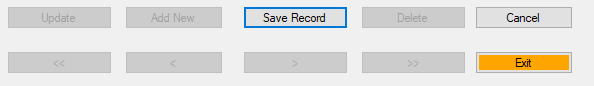 Update Add New Save Record Delete Cancel
<< < > >> Exit